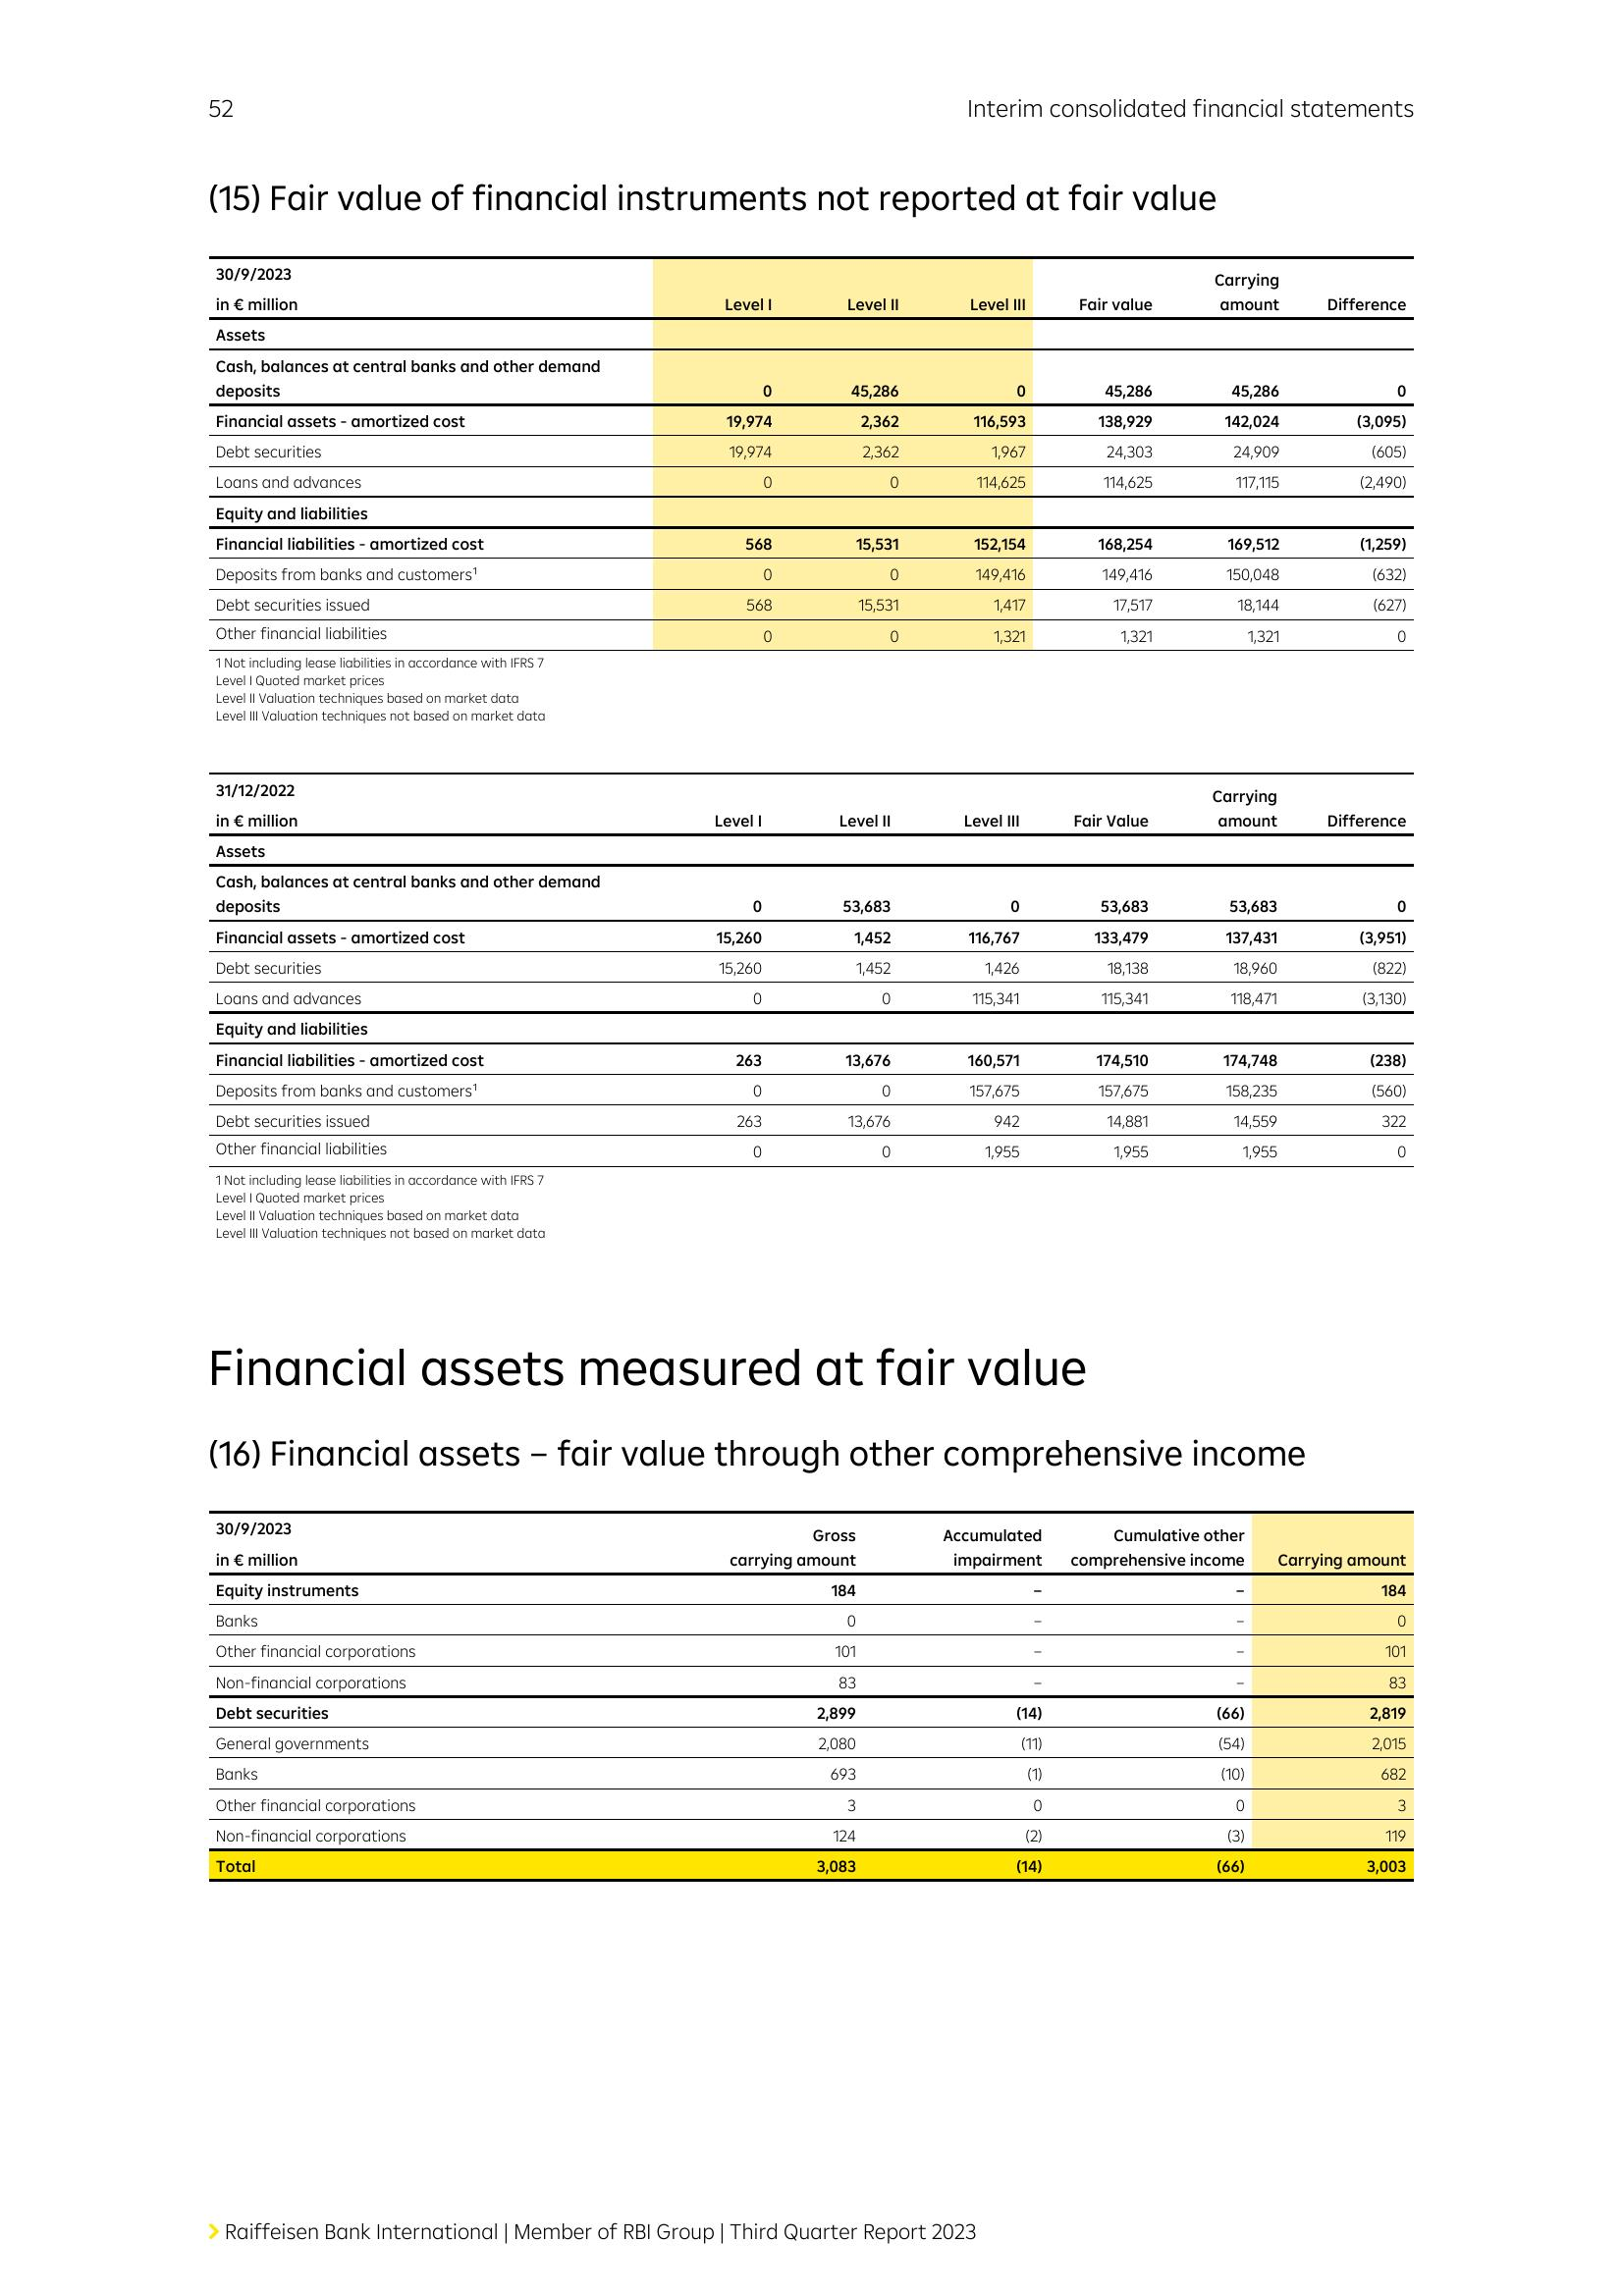 52 Interim consolidated financial statements
(15) Fair value of financial instruments not reported at fair value
30/9/2023
in € million Level I Level II Level III Fair value Carrying amount Difference
Assets
Cash, balances at central banks and other demand
deposits 0 45,286 0 45,286 45,286 0
Financial assets - amortized cost 19,974 2,362 116,593 138,929 142,024 (3,095)
Debt securities 19,974 2,362 1,967 24,303 24,909 (605)
Loans and advances 0 0 114,625 114,625 117,115 (2,490)
Equity and liabilities
Financial liabilities - amortized cost 568 15,531 152,154 168,254 169,512 (1,259)
Deposits from banks and customers¹ 0 0 149,416 149,416 150,048 (632)
Debt securities issued 568 15,531 1,417 17,517 18,144 (627)
Other financial liabilities 0 0 1,321 1,321 1,321 0
1 Not including lease liabilities in accordance with IFRS 7
Level I Quoted market prices
Level II Valuation techniques based on market data
Level III Valuation techniques not based on market data
31/12/2022
in € million Level I Level II Level III Fair Value Carrying amount Difference
Assets
Cash, balances at central banks and other demand
deposits 0 53,683 0 53,683 53,683 0
Financial assets - amortized cost 15,260 1,452 116,767 133,479 137,431 (3,951)
Debt securities 15,260 1,452 1,426 18,138 18,960 (822)
Loans and advances 0 0 115,341 115,341 118,471 (3,130)
Equity and liabilities
Financial liabilities - amortized cost 263 13,676 160,571 174,510 174,748 (238)
Deposits from banks and customers¹ 0 0 157,675 157,675 158,235 (560)
Debt securities issued 263 13,676 942 14,881 14,559 322
Other financial liabilities 0 0 1,955 1,955 1,955 0
1 Not including lease liabilities in accordance with IFRS 7
Level I Quoted market prices
Level II Valuation techniques based on market data
Level III Valuation techniques not based on market data
Financial assets measured at fair value
(16) Financial assets – fair value through other comprehensive income
30/9/2023
in € million Gross carrying amount Accumulated impairment Cumulative other comprehensive income Carrying amount
Equity instruments 184 – – 184
Banks 0 – – 0
Other financial corporations 101 – – 101
Non-financial corporations 83 – – 83
Debt securities 2,899 (14) (66) 2,819
General governments 2,080 (11) (54) 2,015
Banks 693 (1) (10) 682
Other financial corporations 3 0 0 3
Non-financial corporations 124 (2) (3) 119
Total 3,083 (14) (66) 3,003
Raiffeisen Bank International | Member of RBI Group | Third Quarter Report 2023